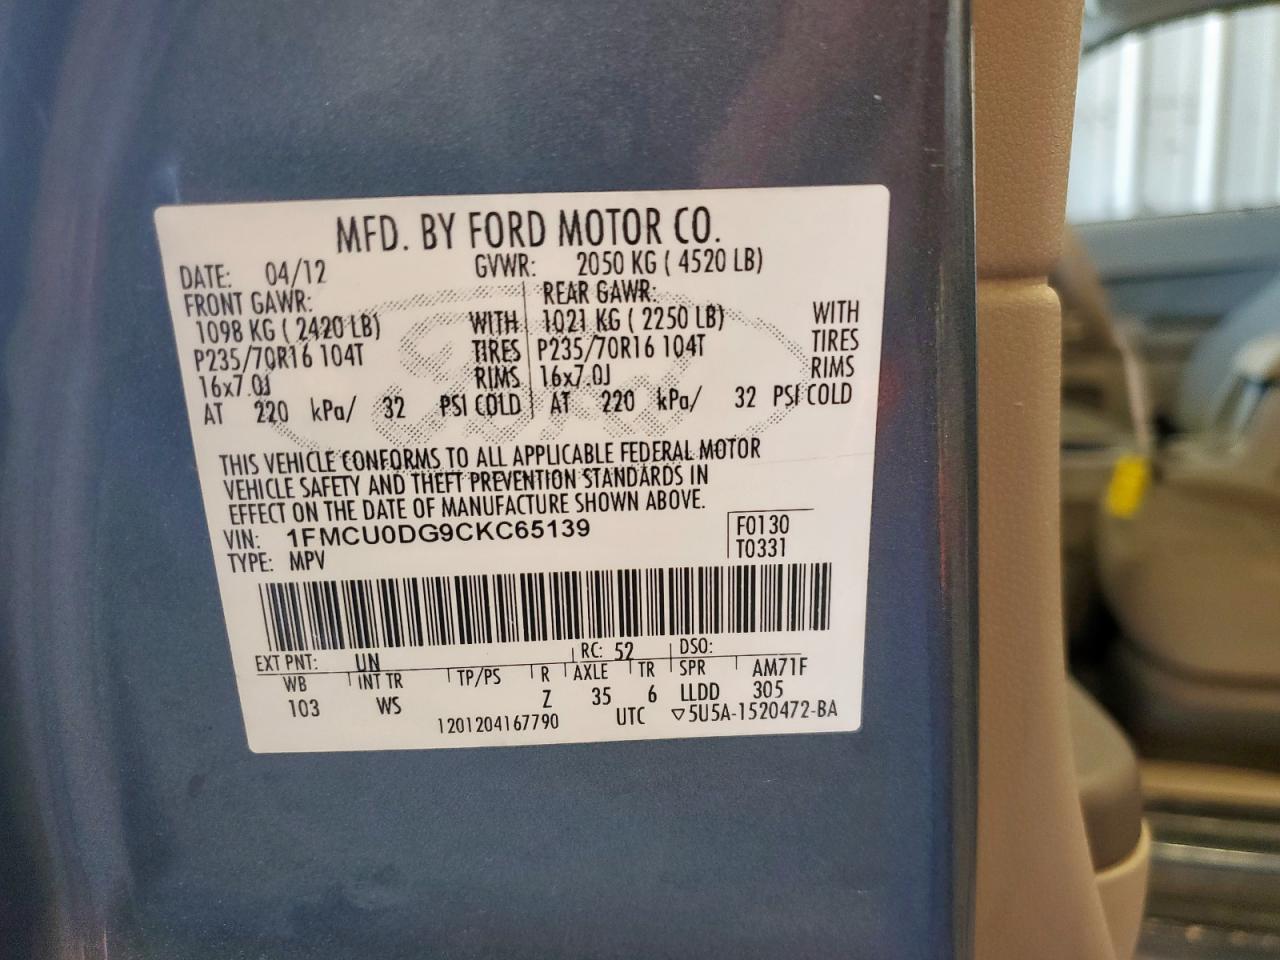 MFD. BY FORD MOTOR CO.
DATE: 04/12 GVWR: 2050 KG ( 4520 LB)
FRONT GAWR: REAR GAWR:
1098 KG ( 2420 LB) WITH 1021 KG ( 2250 LB) WITH
P235/70R16 104T TIRES P235/70R16 104T TIRES
16x7.0J RIMS 16x7.0J RIMS
AT 220 kPa/ 32 PSI COLD AT 220 kPa/ 32 PSI COLD
THIS VEHICLE CONFORMS TO ALL APPLICABLE FEDERAL MOTOR
VEHICLE SAFETY AND THEFT PREVENTION STANDARDS IN
EFFECT ON THE DATE OF MANUFACTURE SHOWN ABOVE.
VIN: 1FMCU0DG9CKC65139 F0130
TYPE: MPV T0331
EXT PNT: UN RC: 52 DSO:
WB INT TR TP/PS R AXLE TR SPR AM71F
103 WS Z 35 6 LLDD 305
1201204167790 UTC ▽5U5A-1520472-BA